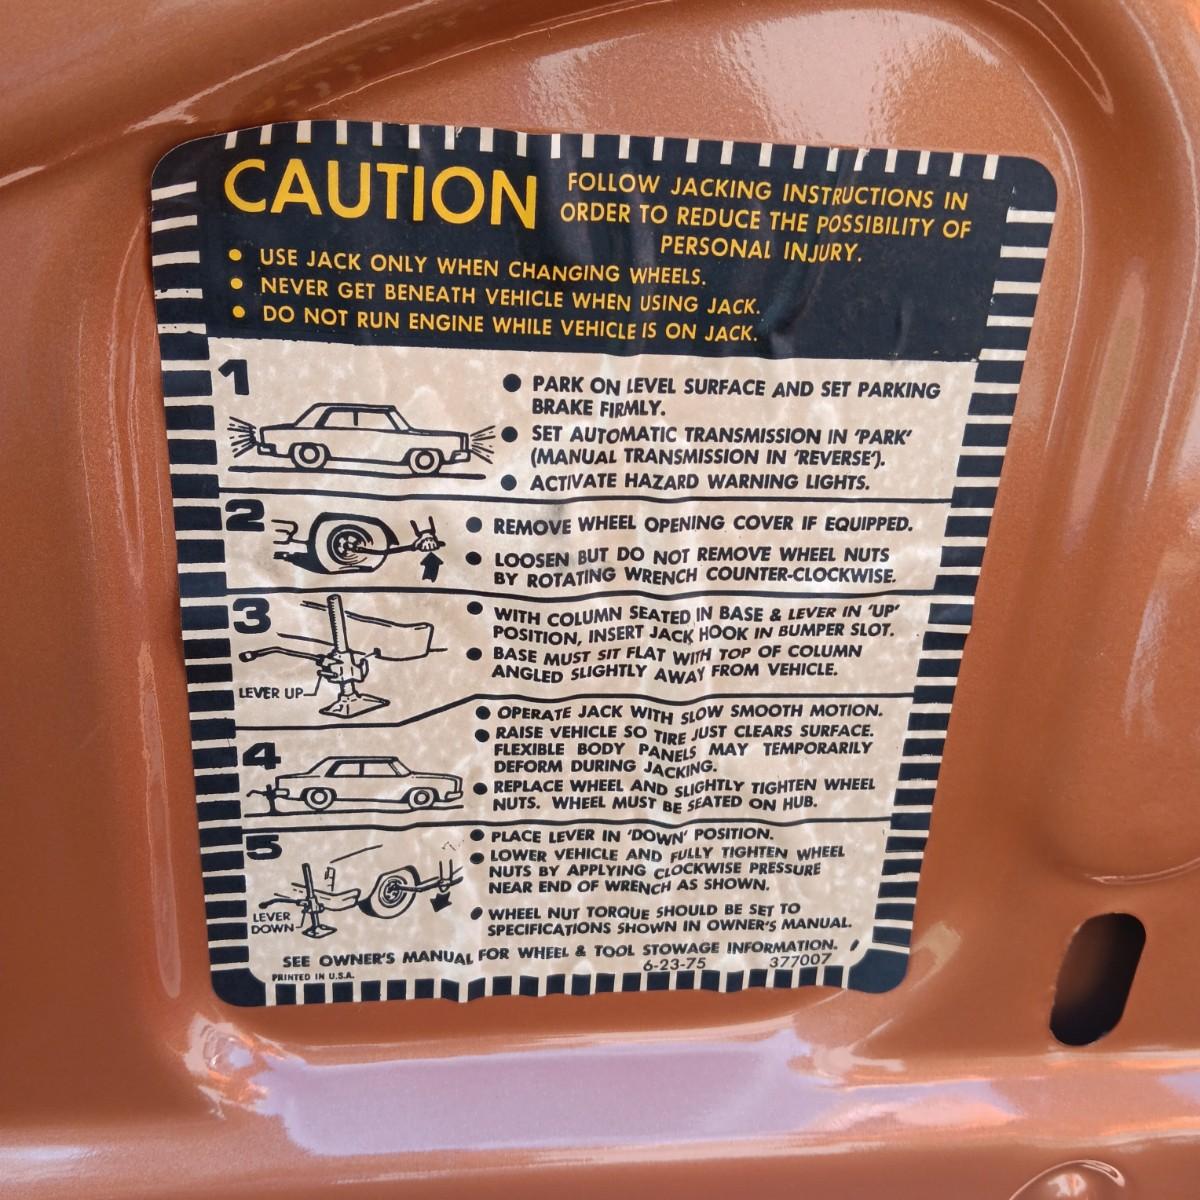 CAUTION
FOLLOW JACKING INSTRUCTIONS IN
ORDER TO REDUCE THE POSSIBILITY OF
PERSONAL INJURY.
• USE JACK ONLY WHEN CHANGING WHEELS.
• NEVER GET BENEATH VEHICLE WHEN USING JACK.
• DO NOT RUN ENGINE WHILE VEHICLE IS ON JACK.
1
• PARK ON LEVEL SURFACE AND SET PARKING
BRAKE FIRMLY.
• SET AUTOMATIC TRANSMISSION IN 'PARK'
(MANUAL TRANSMISSION IN 'REVERSE').
• ACTIVATE HAZARD WARNING LIGHTS.
2
• REMOVE WHEEL OPENING COVER IF EQUIPPED.
• LOOSEN BUT DO NOT REMOVE WHEEL NUTS
BY ROTATING WRENCH COUNTER-CLOCKWISE.
3
LEVER UP
• WITH COLUMN SEATED IN BASE & LEVER IN 'UP'
POSITION, INSERT JACK HOOK IN BUMPER SLOT.
• BASE MUST SIT FLAT WITH TOP OF COLUMN
ANGLED SLIGHTLY AWAY FROM VEHICLE.
4
• OPERATE JACK WITH SLOW SMOOTH MOTION.
• RAISE VEHICLE SO TIRE JUST CLEARS SURFACE.
FLEXIBLE BODY PANELS MAY TEMPORARILY
DEFORM DURING JACKING.
• REPLACE WHEEL AND SLIGHTLY TIGHTEN WHEEL
NUTS. WHEEL MUST BE SEATED ON HUB.
5
LEVER
DOWN
• PLACE LEVER IN 'DOWN' POSITION.
• LOWER VEHICLE AND FULLY TIGHTEN WHEEL
NUTS BY APPLYING CLOCKWISE PRESSURE
NEAR END OF WRENCH AS SHOWN.
• WHEEL NUT TORQUE SHOULD BE SET TO
SPECIFICATIONS SHOWN IN OWNER'S MANUAL.
SEE OWNER'S MANUAL FOR WHEEL & TOOL STOWAGE INFORMATION.
PRINTED IN U.S.A. 6-23-75 377007